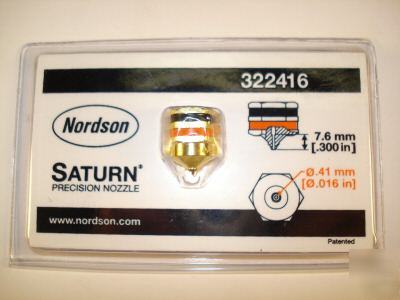 322416
Nordson
SATURN®
PRECISION NOZZLE
7.6 mm
[.300 in]
Ø.41 mm
[Ø.016 in]
www.nordson.com
Patented